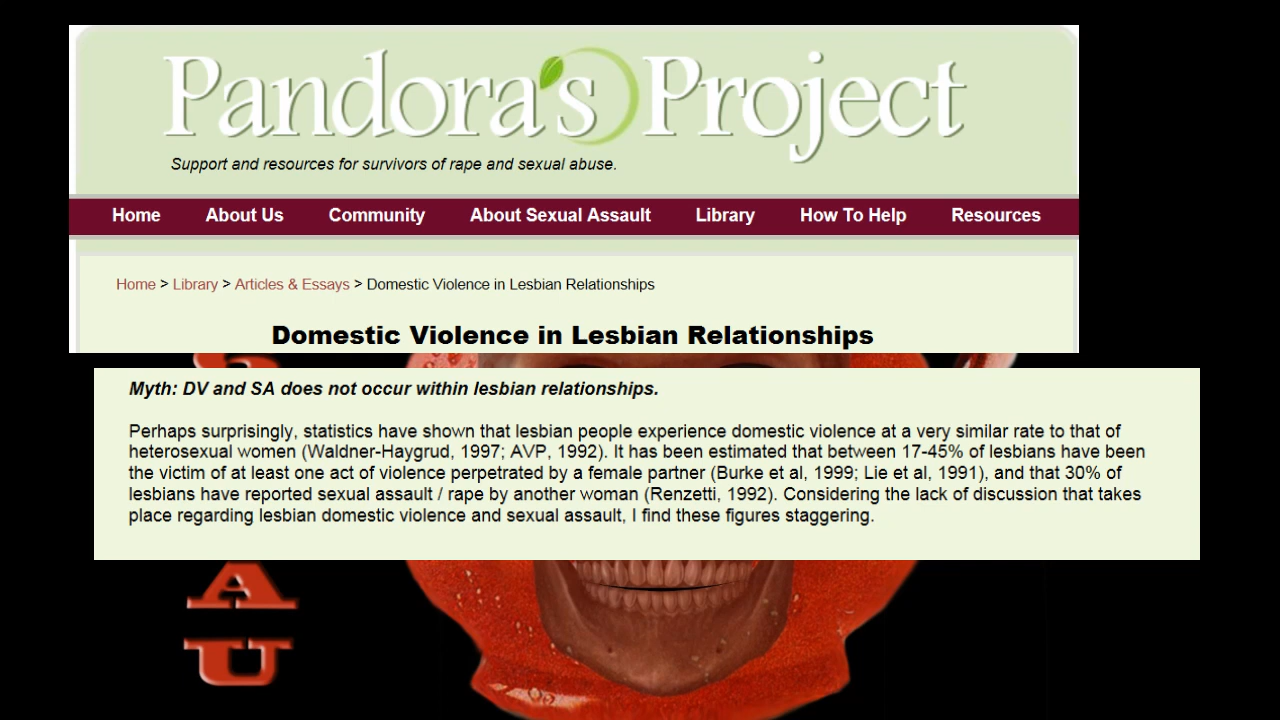 Pandora's Project
Support and resources for survivors of rape and sexual abuse.
Home About Us Community About Sexual Assault Library How To Help Resources
Home > Library > Articles & Essays > Domestic Violence in Lesbian Relationships
Domestic Violence in Lesbian Relationships
Myth: DV and SA does not occur within lesbian relationships.
Perhaps surprisingly, statistics have shown that lesbian people experience domestic violence at a very similar rate to that of
heterosexual women (Waldner-Haygrud, 1997; AVP, 1992). It has been estimated that between 17-45% of lesbians have been
the victim of at least one act of violence perpetrated by a female partner (Burke et al, 1999; Lie et al, 1991), and that 30% of
lesbians have reported sexual assault / rape by another woman (Renzetti, 1992). Considering the lack of discussion that takes
place regarding lesbian domestic violence and sexual assault, I find these figures staggering.
A
U